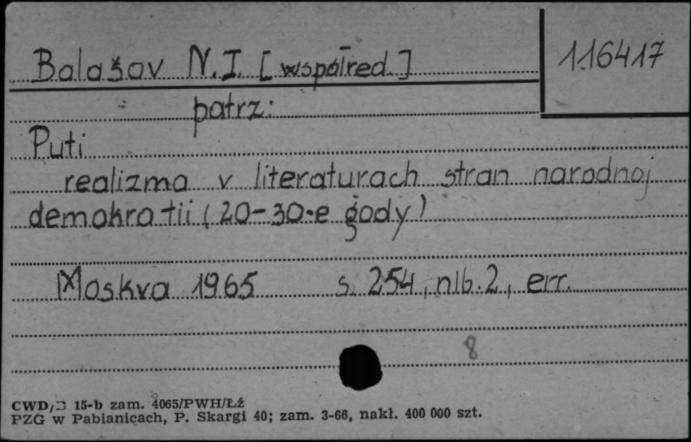 Balašov N.I. [współred.]
116417
patrz:
Puti
realizma v literaturach stran narodnoj
demokratii (20-30-e gody)
Moskva 1965 s. 254, nlb. 2, err.
8
CWD/B 15-b zam. 4065/PWH/ŁŹ
PZG w Pabianicach, P. Skargi 40; zam. 3-66, nakł. 400 000 szt.